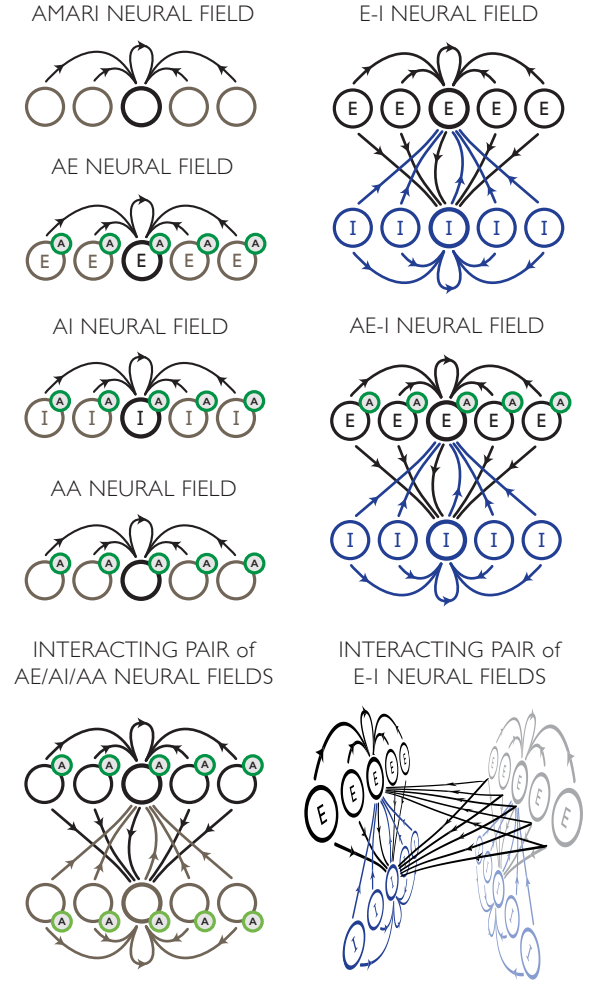 AMARI NEURAL FIELD
AE NEURAL FIELD
A A A A A
E E E E E
AI NEURAL FIELD
A A A A A
I I I I I
AA NEURAL FIELD
A A A A A
INTERACTING PAIR of
AE/AI/AA NEURAL FIELDS
A A A A A
A A A A A
E-I NEURAL FIELD
E E E E E
I I I I I
AE-I NEURAL FIELD
A A A A A
E E E E E
I I I I I
INTERACTING PAIR of
E-I NEURAL FIELDS
E E E E E
E E E E E
I I I
I I I